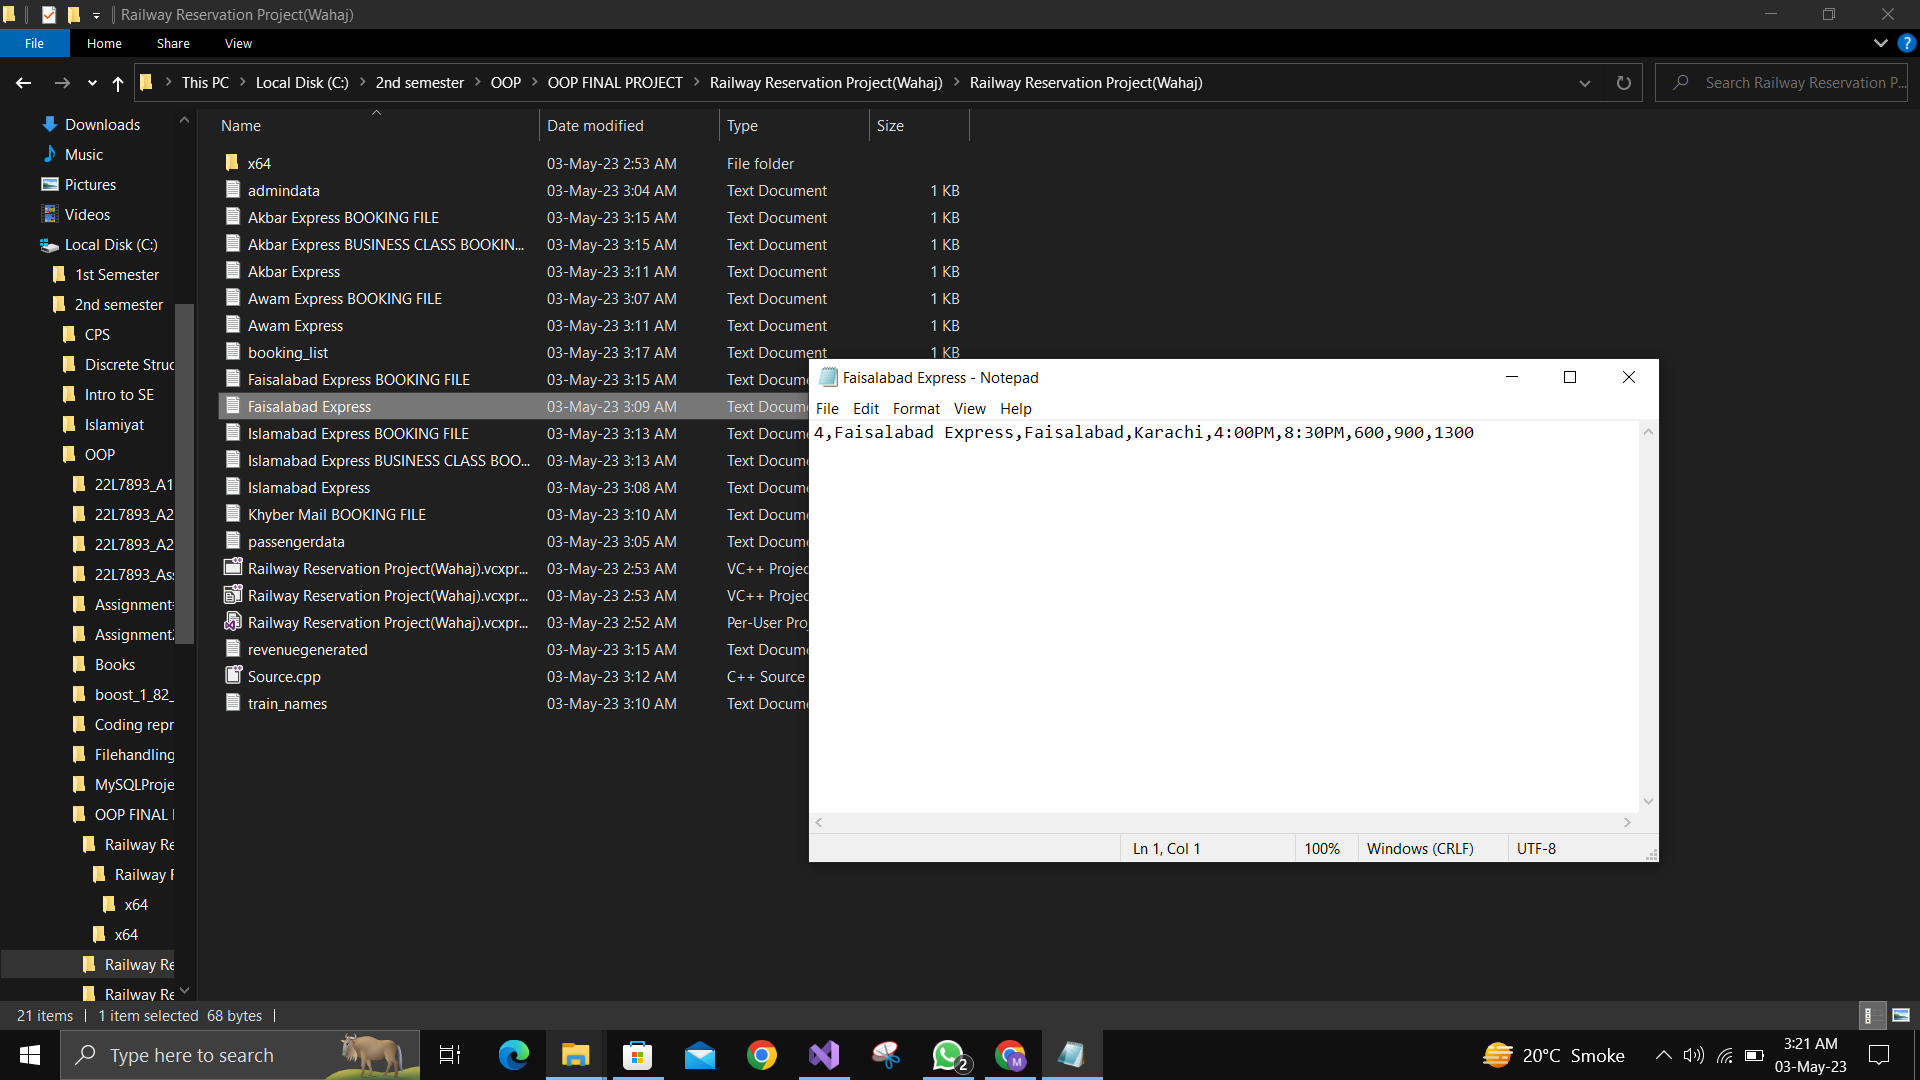 Railway Reservation Project(Wahaj)
File Home Share View
This PC Local Disk (C:) 2nd semester OOP OOP FINAL PROJECT Railway Reservation Project(Wahaj) Railway Reservation Project(Wahaj)
Search Railway Reservation P...
Downloads
Music
Pictures
Videos
Local Disk (C:)
1st Semester
2nd semester
CPS
Discrete Struc
Intro to SE
Islamiyat
OOP
22L7893_A1
22L7893_A2
22L7893_A2
22L7893_Ass
Assignment
Assignment
Books
boost_1_82_
Coding repr
Filehandling
MySQLProje
OOP FINAL
Railway Re
Railway
x64
x64
Railway Re
Railway Re
Name Date modified Type Size
x64 03-May-23 2:53 AM File folder
admindata 03-May-23 3:04 AM Text Document 1 KB
Akbar Express BOOKING FILE 03-May-23 3:15 AM Text Document 1 KB
Akbar Express BUSINESS CLASS BOOKIN... 03-May-23 3:15 AM Text Document 1 KB
Akbar Express 03-May-23 3:11 AM Text Document 1 KB
Awam Express BOOKING FILE 03-May-23 3:07 AM Text Document 1 KB
Awam Express 03-May-23 3:11 AM Text Document 1 KB
booking_list 03-May-23 3:17 AM Text Document 1 KB
Faisalabad Express BOOKING FILE 03-May-23 3:15 AM Text Docum
Faisalabad Express 03-May-23 3:09 AM Text Docum
Islamabad Express BOOKING FILE 03-May-23 3:13 AM Text Docum
Islamabad Express BUSINESS CLASS BOO... 03-May-23 3:13 AM Text Docum
Islamabad Express 03-May-23 3:08 AM Text Docum
Khyber Mail BOOKING FILE 03-May-23 3:10 AM Text Docum
passengerdata 03-May-23 3:05 AM Text Docum
Railway Reservation Project(Wahaj).vcxpr... 03-May-23 2:53 AM VC++ Projec
Railway Reservation Project(Wahaj).vcxpr... 03-May-23 2:53 AM VC++ Projec
Railway Reservation Project(Wahaj).vcxpr... 03-May-23 2:52 AM Per-User Pro
revenuegenerated 03-May-23 3:15 AM Text Docum
Source.cpp 03-May-23 3:12 AM C++ Source
train_names 03-May-23 3:10 AM Text Docum
Faisalabad Express - Notepad
File Edit Format View Help
4,Faisalabad Express,Faisalabad,Karachi,4:00PM,8:30PM,600,900,1300
Ln 1, Col 1 100% Windows (CRLF) UTF-8
21 items 1 item selected 68 bytes
Type here to search
2
M
20°C Smoke
3:21 AM
03-May-23